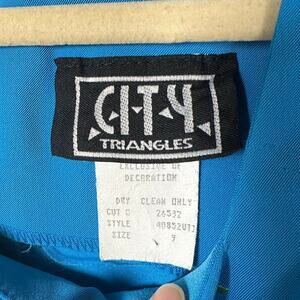 CITY
TRIANGLES
EXCLUSIVE OF
DECORATION
DRY CLEAN ONLY
CUT # 26532
STYLE
SIZE 9